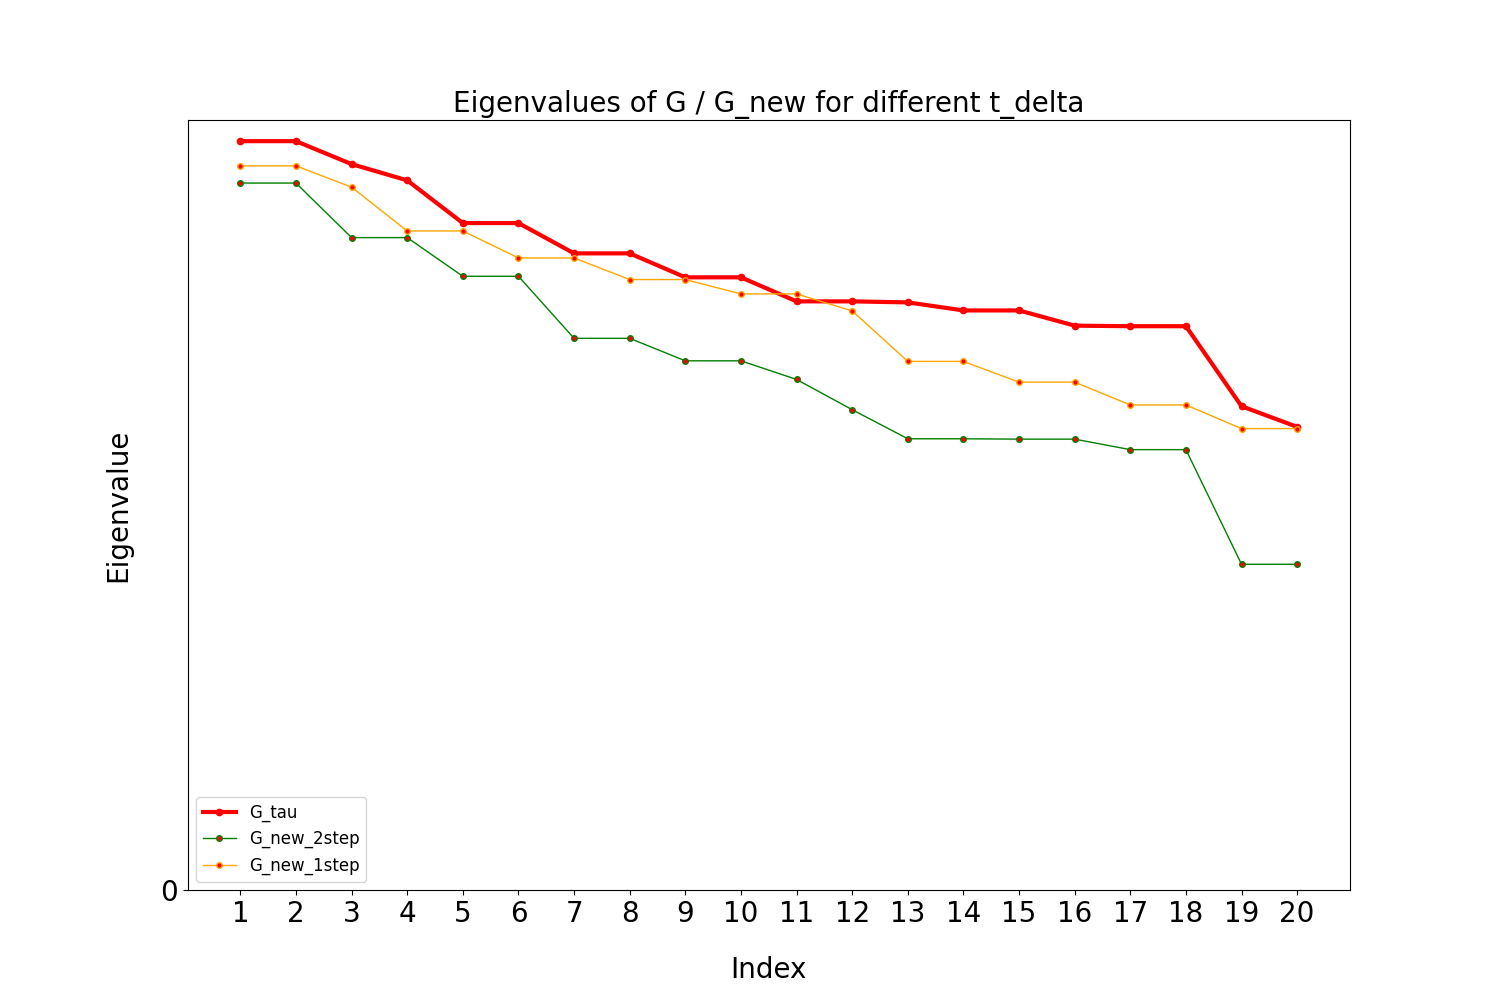 Eigenvalues of G / G_new for different t_delta
Eigenvalue
G_tau
G_new_2step
G_new_1step
0
1 2 3 4 5 6 7 8 9 10 11 12 13 14 15 16 17 18 19 20
Index